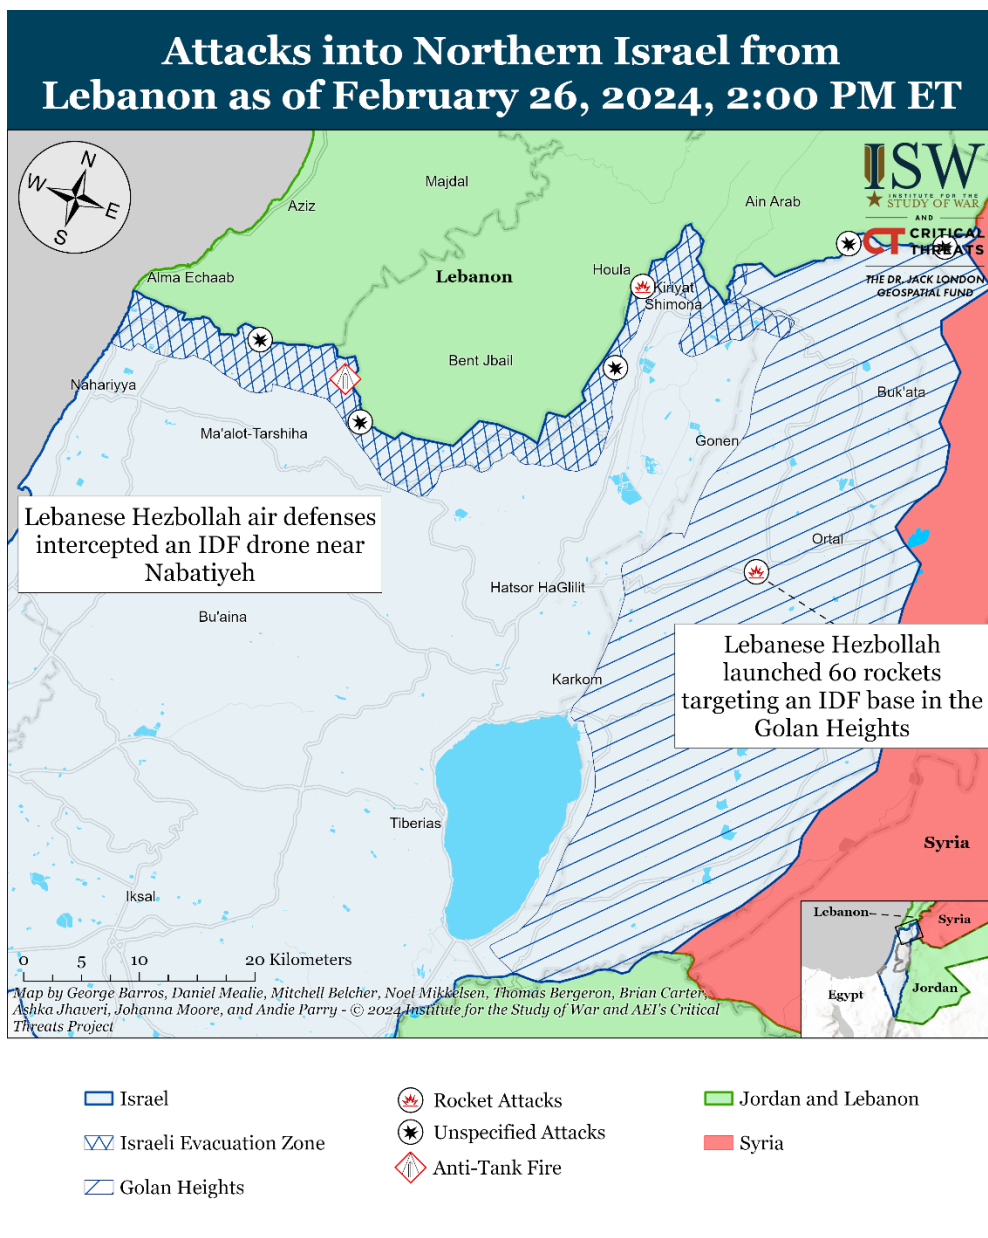 Attacks into Northern Israel from
Lebanon as of February 26, 2024, 2:00 PM ET
N
W
E
S
ISW
INSTITUTE FOR THE
STUDY OF WAR
AND
CT CRITICAL
THREATS
THE DR. JACK LONDON
GEOSPATIAL FUND
Majdal
Aziz
Ain Arab
Alma Echaab
Lebanon
Houla
Kiriyat
Shimona
Bent Jbail
Nahariyya
Buk'ata
Ma'alot-Tarshiha
Gonen
Lebanese Hezbollah air defenses
intercepted an IDF drone near
Nabatiyeh
Ortal
Hatsor HaGlilit
Bu'aina
Lebanese Hezbollah
launched 60 rockets
targeting an IDF base in the
Golan Heights
Karkom
Tiberias
Syria
Iksal
Lebanon
Syria
Egypt
Jordan
0 5 10 20 Kilometers
Map by George Barros, Daniel Mealie, Mitchell Belcher, Noel Mikkelsen, Thomas Bergeron, Brian Carter,
Ashka Jhaveri, Johanna Moore, and Andie Parry - © 2024 Institute for the Study of War and AEI's Critical
Threats Project
Israel
Israeli Evacuation Zone
Golan Heights
Rocket Attacks
Unspecified Attacks
Anti-Tank Fire
Jordan and Lebanon
Syria